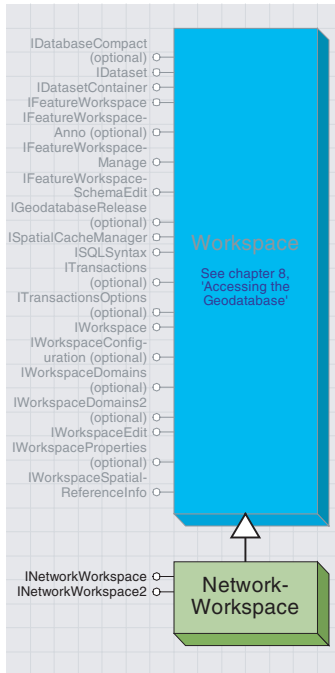 IDatabaseCompact
(optional)
IDataset
IDatasetContainer
IFeatureWorkspace
IFeatureWorkspace-
Anno (optional)
IFeatureWorkspace-
Manage
IFeatureWorkspace-
SchemaEdit
IGeodatabaseRelease
(optional)
ISpatialCacheManager
ISQLSyntax
ITransactions
(optional)
ITransactionsOptions
(optional)
IWorkspace
IWorkspaceConfig-
uration (optional)
IWorkspaceDomains
(optional)
IWorkspaceDomains2
(optional)
IWorkspaceEdit
IWorkspaceProperties
(optional)
IWorkspaceSpatial-
ReferenceInfo
Workspace
See chapter 8,
'Accessing the
Geodatabase'
INetworkWorkspace
INetworkWorkspace2
Network-
Workspace